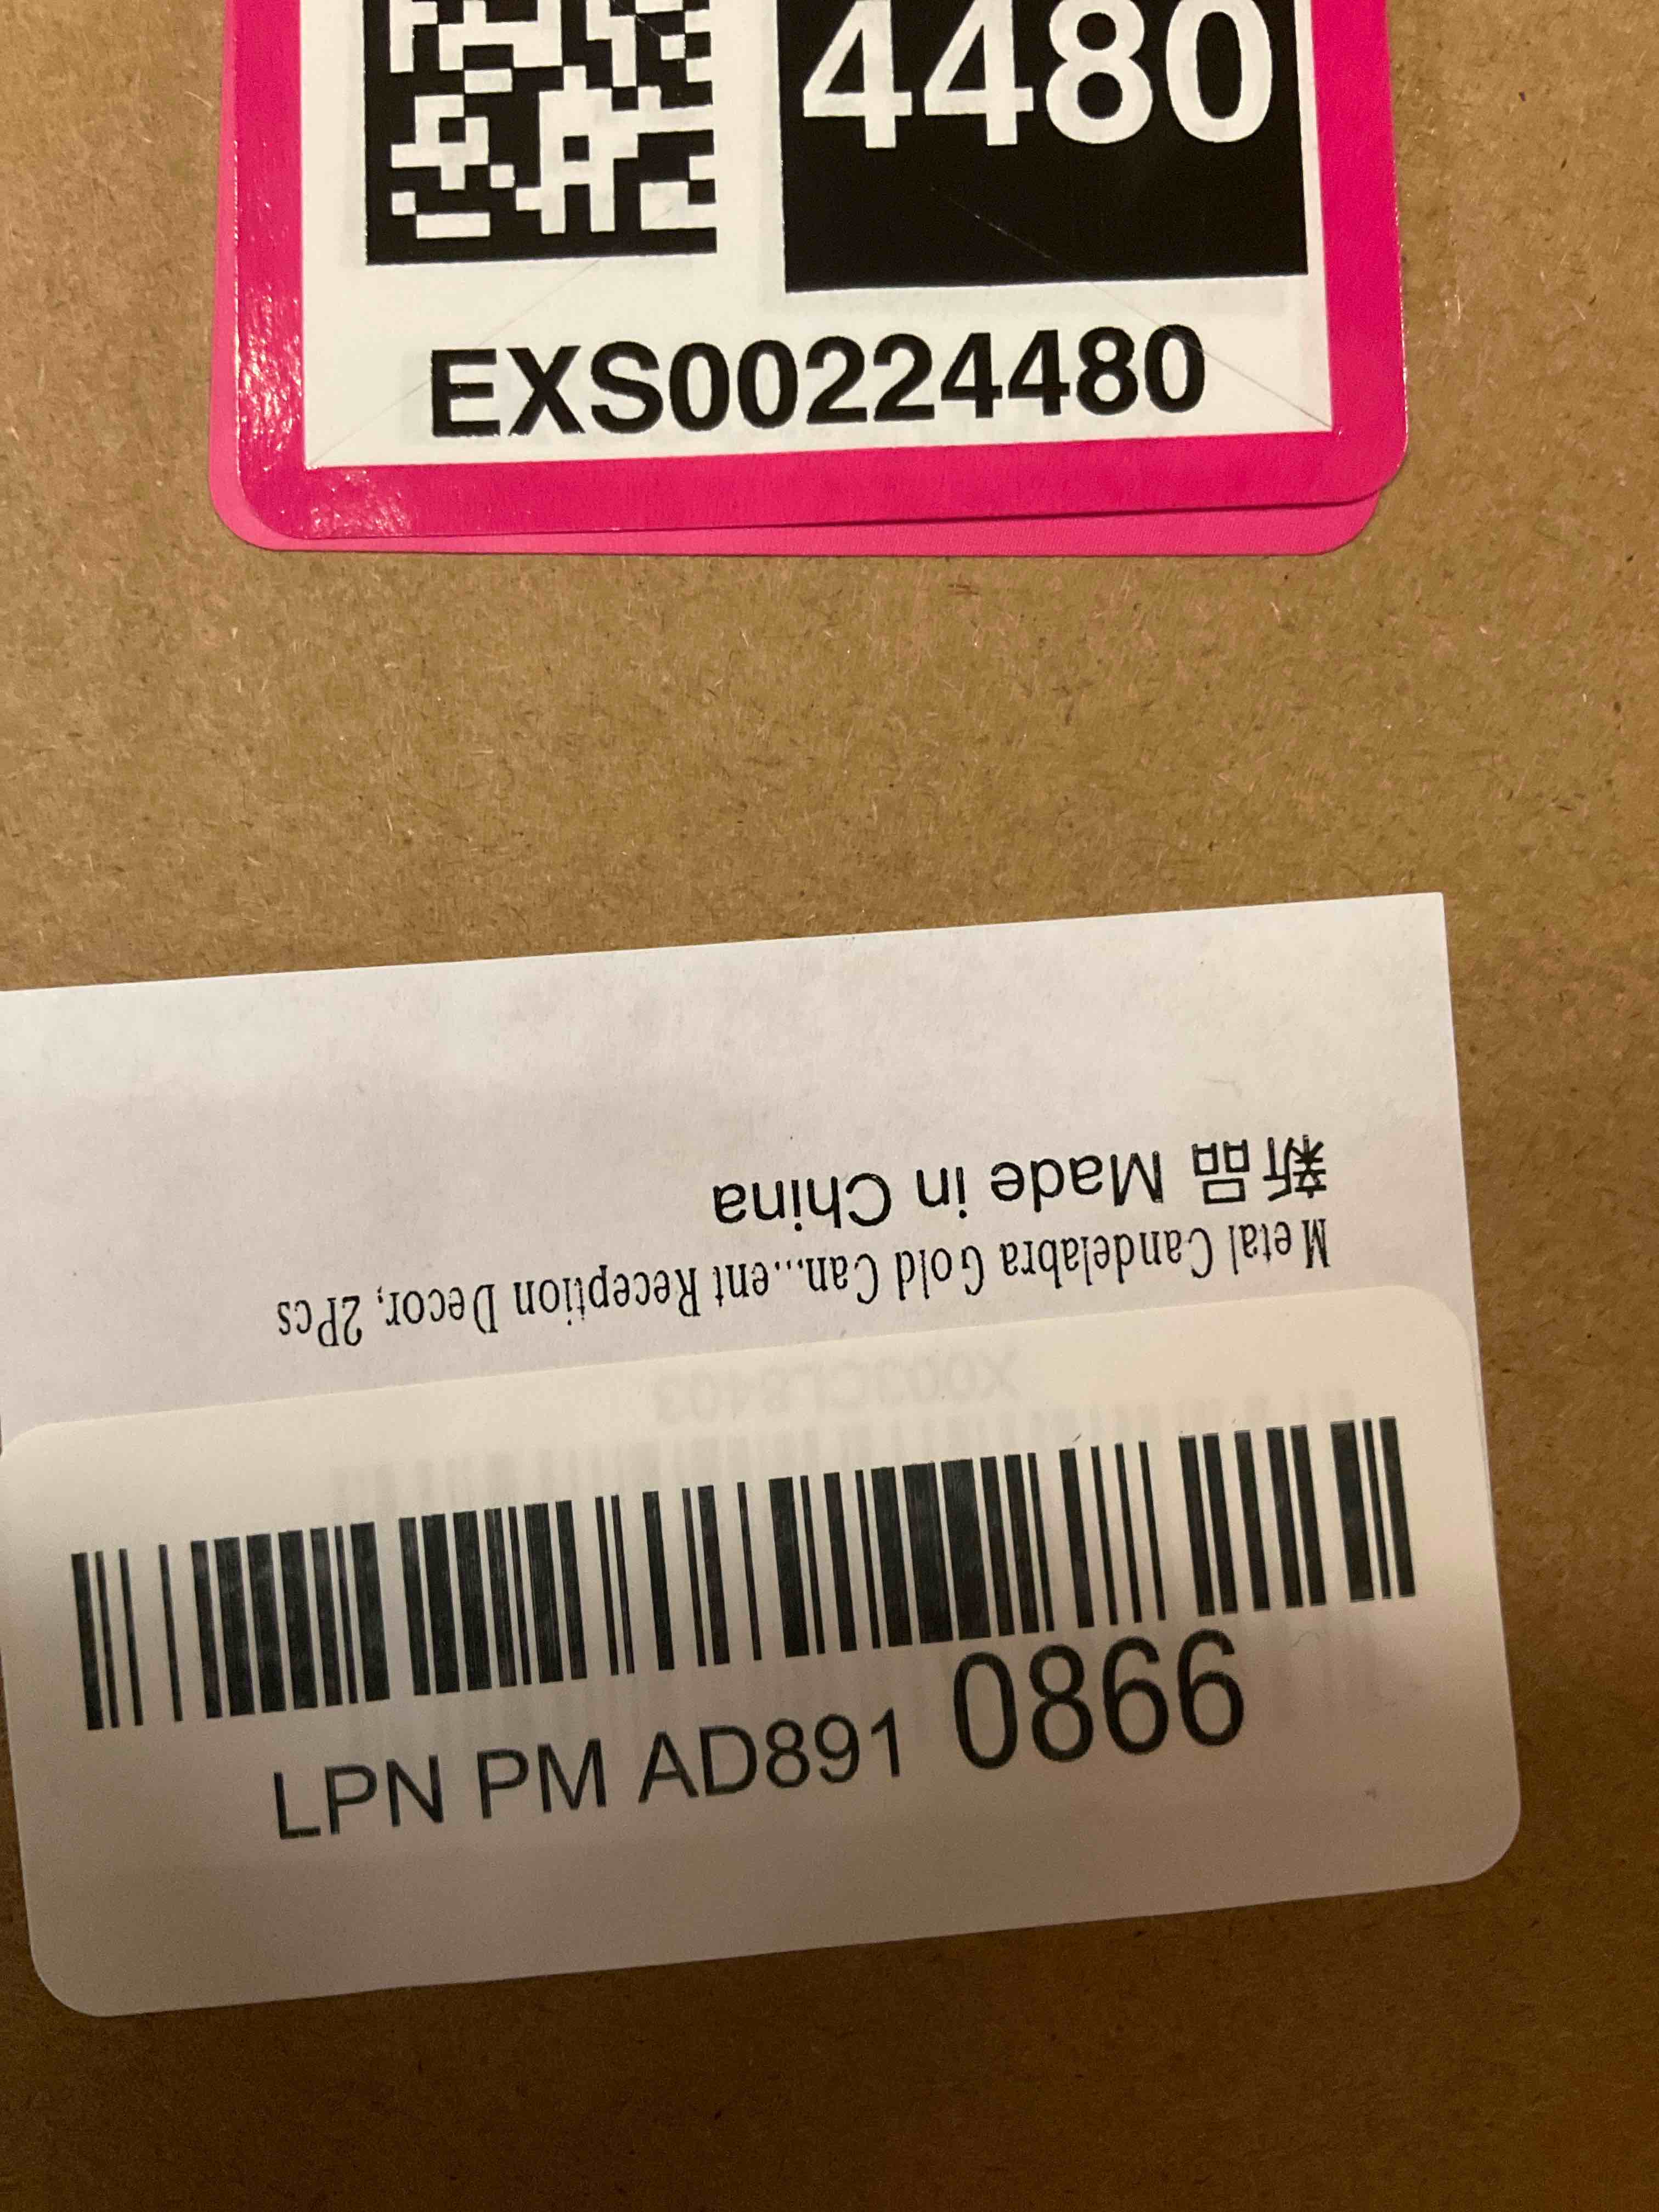 4480
EXS00224480
新品 Made in China
Metal Candelabra Gold Can...ent Reception Decor, 2Pcs
LPN PM AD891 0866